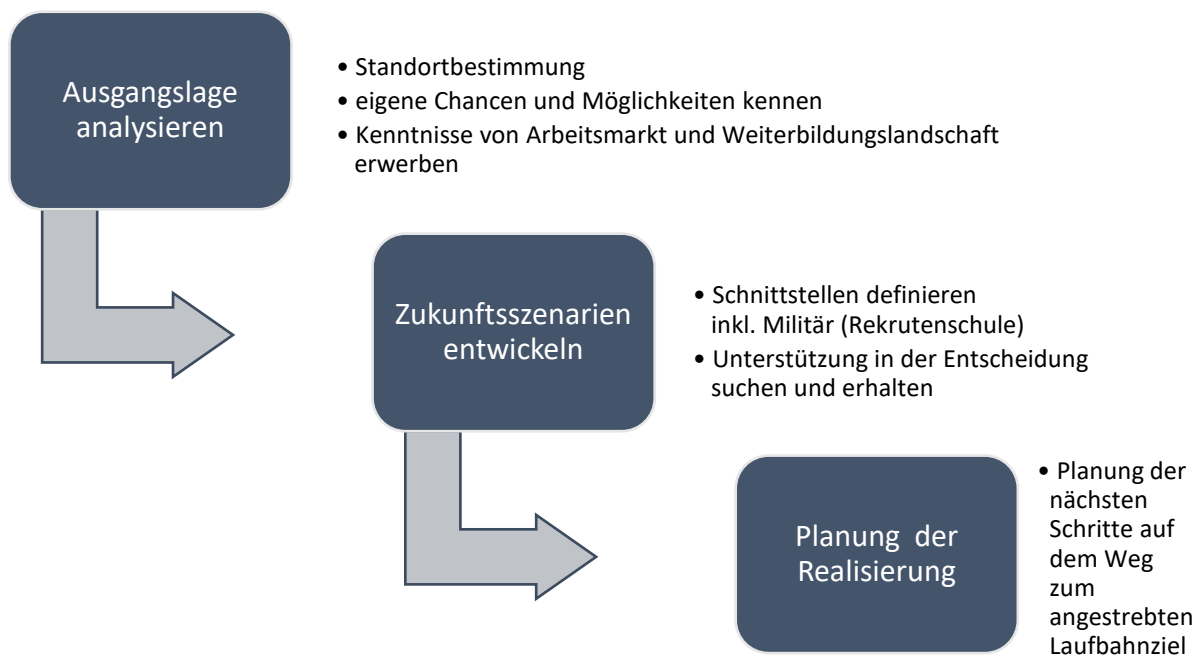 Ausgangslage
analysieren
• Standortbestimmung
• eigene Chancen und Möglichkeiten kennen
• Kenntnisse von Arbeitsmarkt und Weiterbildungslandschaft
erwerben
Zukunftsszenarien
entwickeln
• Schnittstellen definieren
inkl. Militär (Rekrutenschule)
• Unterstützung in der Entscheidung
suchen und erhalten
Planung der
Realisierung
• Planung der
nächsten
Schritte auf
dem Weg
zum
angestrebten
Laufbahnziel